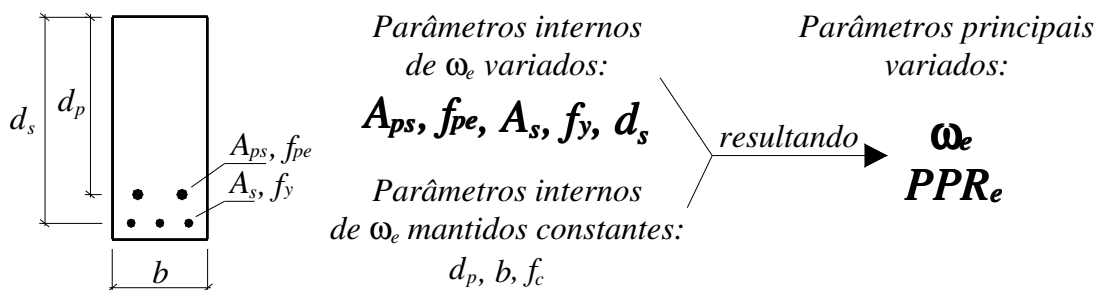 d_s
d_p
A_ps, f_pe
A_s, f_y
b
Parâmetros internos
de ω_e variados:
A_ps, f_pe, A_s, f_y, d_s
Parâmetros internos
de ω_e mantidos constantes:
d_p, b, f_c
resultando
Parâmetros principais
variados:
ω_e
PPR_e